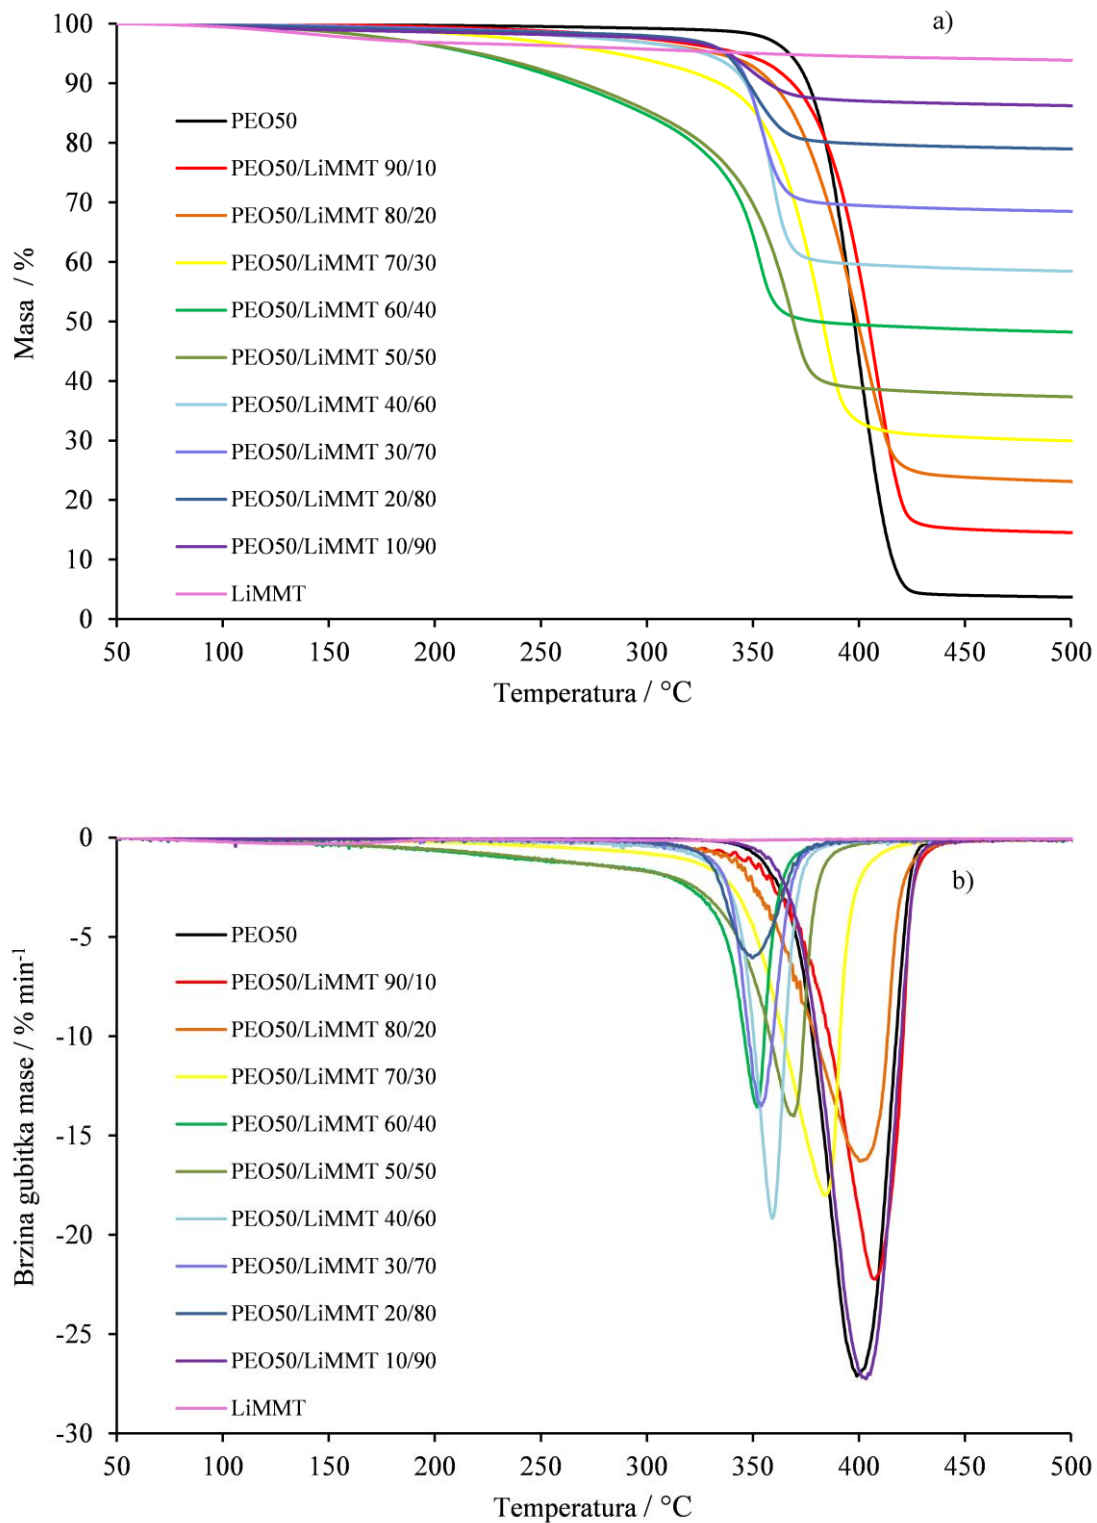 a)
100
90
80
70
60
50
40
30
20
10
0
Masa / %
PEO50
PEO50/LiMMT 90/10
PEO50/LiMMT 80/20
PEO50/LiMMT 70/30
PEO50/LiMMT 60/40
PEO50/LiMMT 50/50
PEO50/LiMMT 40/60
PEO50/LiMMT 30/70
PEO50/LiMMT 20/80
PEO50/LiMMT 10/90
LiMMT
50 100 150 200 250 300 350 400 450 500
Temperatura / °C
b)
0
-5
-10
-15
-20
-25
-30
Brzina gubitka mase / % min⁻¹
PEO50
PEO50/LiMMT 90/10
PEO50/LiMMT 80/20
PEO50/LiMMT 70/30
PEO50/LiMMT 60/40
PEO50/LiMMT 50/50
PEO50/LiMMT 40/60
PEO50/LiMMT 30/70
PEO50/LiMMT 20/80
PEO50/LiMMT 10/90
LiMMT
50 100 150 200 250 300 350 400 450 500
Temperatura / °C